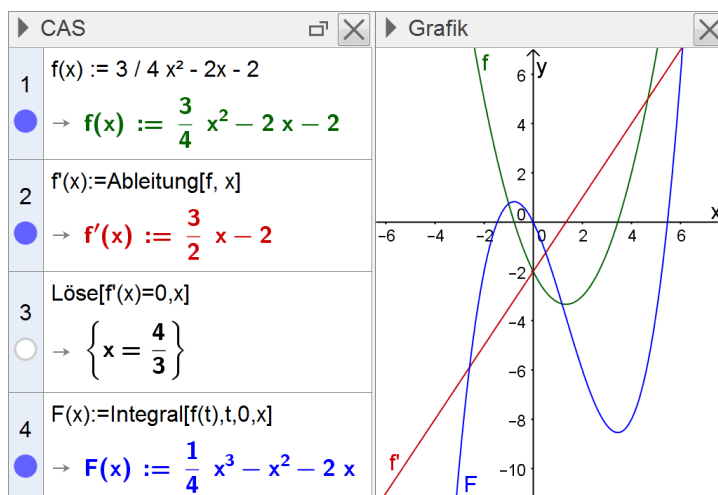 CAS
1
f(x) := 3 / 4 x² - 2x - 2
→ f(x) := 3/4 x² − 2 x − 2
2
f'(x):=Ableitung[f, x]
→ f′(x) := 3/2 x − 2
3
Löse[f'(x)=0,x]
→ {x = 4/3}
4
F(x):=Integral[f(t),t,0,x]
→ F(x) := 1/4 x³ − x² − 2 x
Grafik
f
y
6
4
2
0
x
−6 −4 −2 0 2 4 6
−2
−4
−6
−8
f'
−10
F